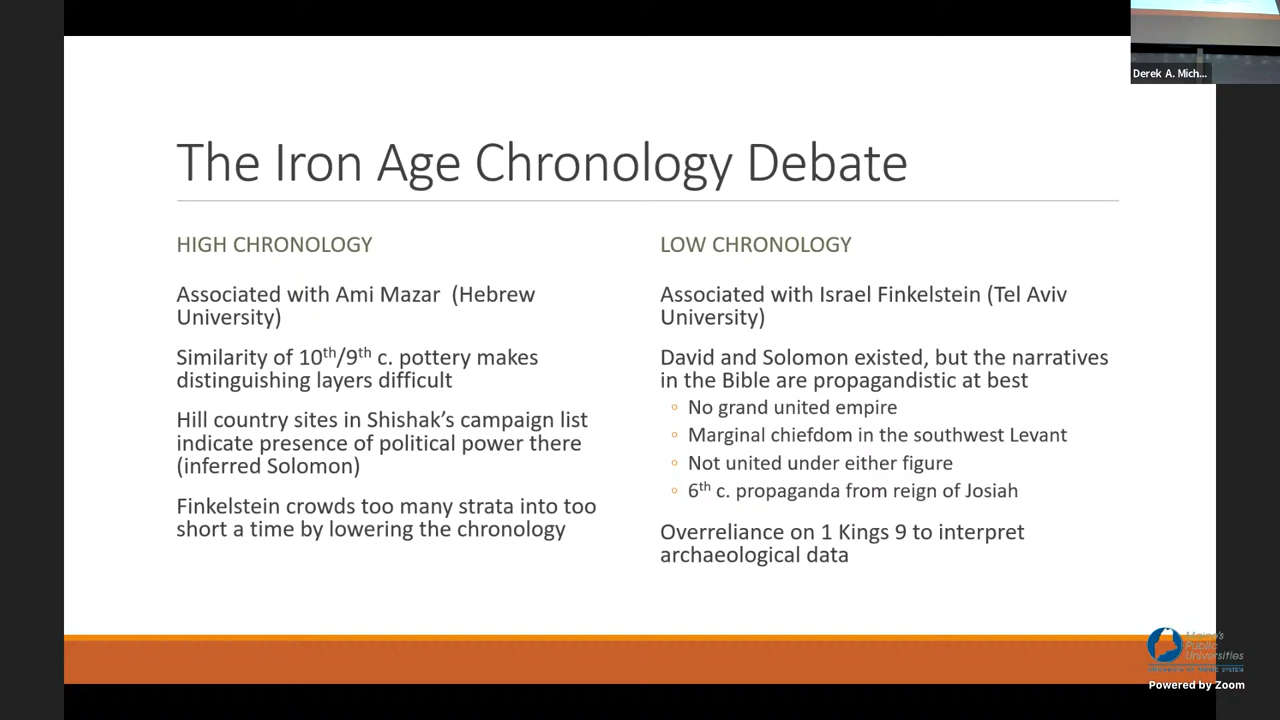 Derek A. Mich...
The Iron Age Chronology Debate
HIGH CHRONOLOGY
Associated with Ami Mazar (Hebrew
University)
Similarity of 10th/9th c. pottery makes
distinguishing layers difficult
Hill country sites in Shishak’s campaign list
indicate presence of political power there
(inferred Solomon)
Finkelstein crowds too many strata into too
short a time by lowering the chronology
LOW CHRONOLOGY
Associated with Israel Finkelstein (Tel Aviv
University)
David and Solomon existed, but the narratives
in the Bible are propagandistic at best
◦ No grand united empire
◦ Marginal chiefdom in the southwest Levant
◦ Not united under either figure
◦ 6th c. propaganda from reign of Josiah
Overreliance on 1 Kings 9 to interpret
archaeological data
Maine's
Public
Universities
Powered by Zoom